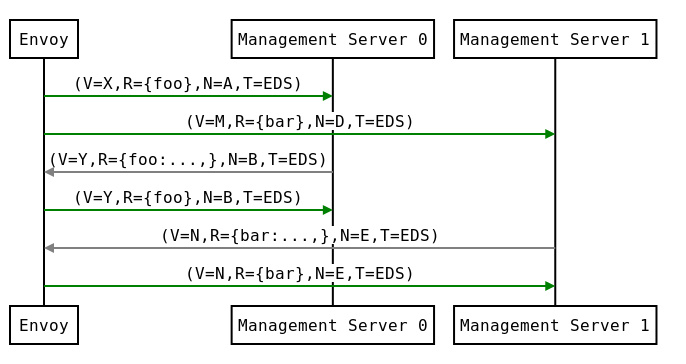 Envoy Management Server 0 Management Server 1
(V=X,R={foo},N=A,T=EDS)
(V=M,R={bar},N=D,T=EDS)
(V=Y,R={foo:...,},N=B,T=EDS)
(V=Y,R={foo},N=B,T=EDS)
(V=N,R={bar:...,},N=E,T=EDS)
(V=N,R={bar},N=E,T=EDS)
Envoy Management Server 0 Management Server 1